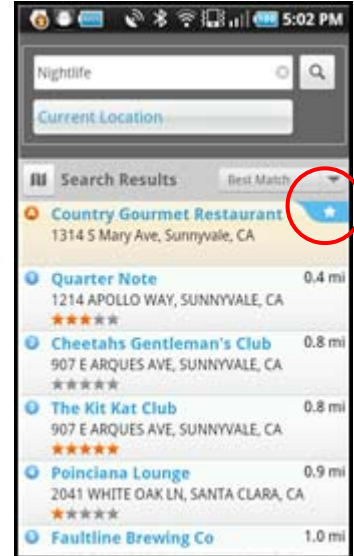 5:02 PM
Nightlife
Current Location
Search Results Best Match
Country Gourmet Restaurant
1314 S Mary Ave, Sunnyvale, CA
Quarter Note 0.4 mi
1214 APOLLO WAY, SUNNYVALE, CA
Cheetahs Gentleman's Club 0.8 mi
907 E ARQUES AVE, SUNNYVALE, CA
The Kit Kat Club 0.8 mi
907 E ARQUES AVE, SUNNYVALE, CA
Poinciana Lounge 0.9 mi
2041 WHITE OAK LN, SANTA CLARA, CA
Faultline Brewing Co 1.0 mi